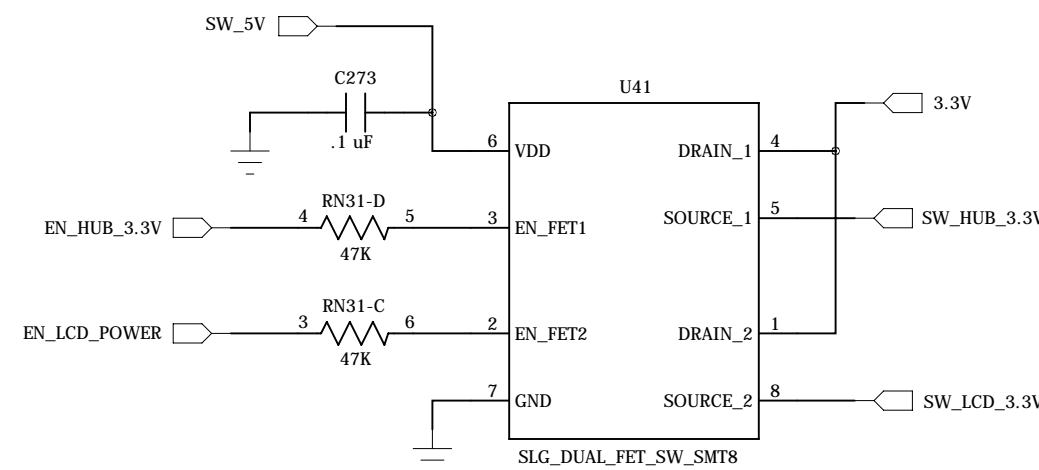 SW_5V
C273
.1 uF
U41
3.3V
6
VDD
DRAIN_1
4
RN31-D
EN_HUB_3.3V
4
5
3
EN_FET1
47K
SOURCE_1
5
SW_HUB_3.3V
RN31-C
EN_LCD_POWER
3
6
2
EN_FET2
47K
DRAIN_2
1
7
GND
SOURCE_2
8
SW_LCD_3.3V
SLG_DUAL_FET_SW_SMT8